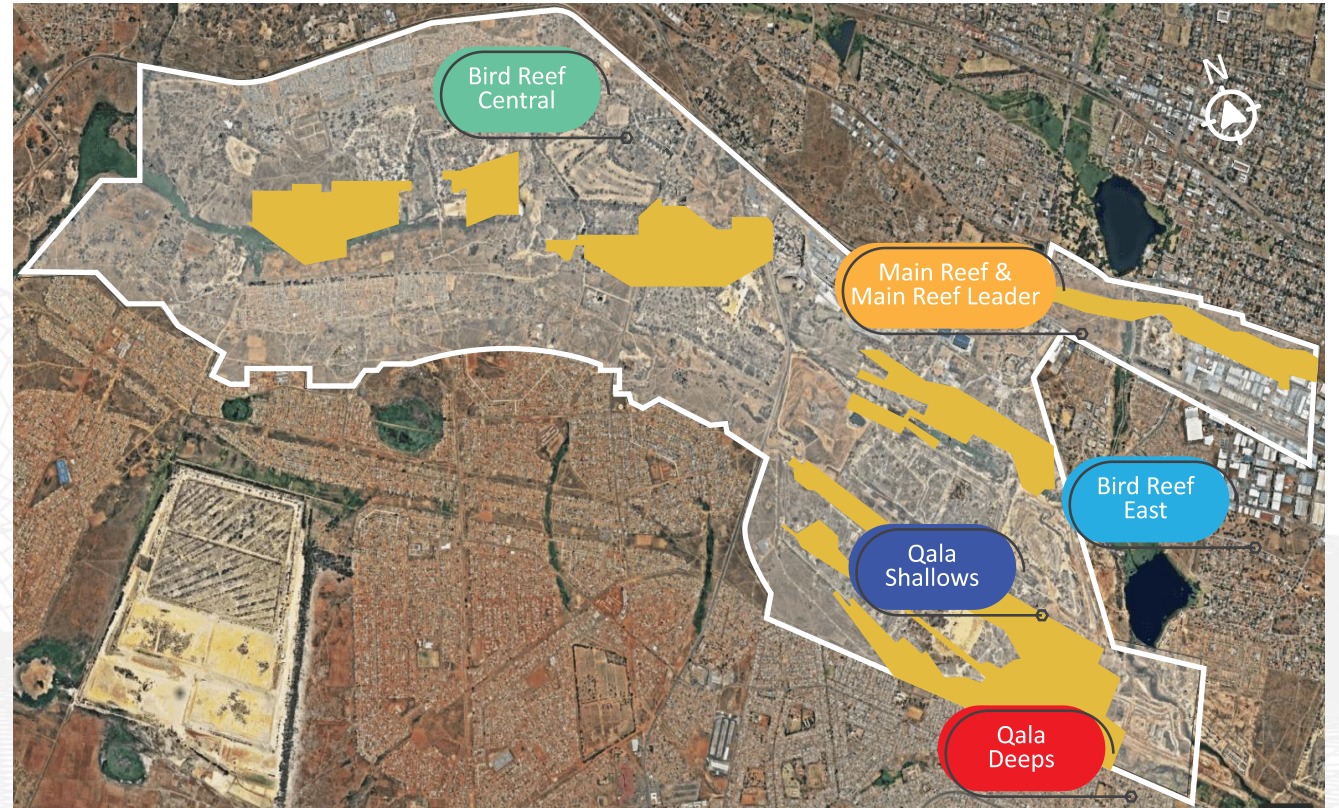 N
Bird Reef
Central
Main Reef &
Main Reef Leader
Bird Reef
East
Qala
Shallows
Qala
Deeps